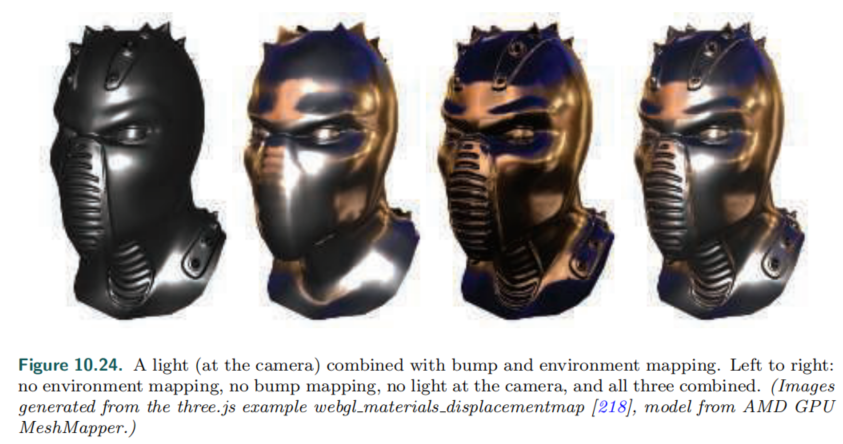 Figure 10.24. A light (at the camera) combined with bump and environment mapping. Left to right:
no environment mapping, no bump mapping, no light at the camera, and all three combined. (Images
generated from the three.js example webgl_materials_displacementmap [218], model from AMD GPU
MeshMapper.)